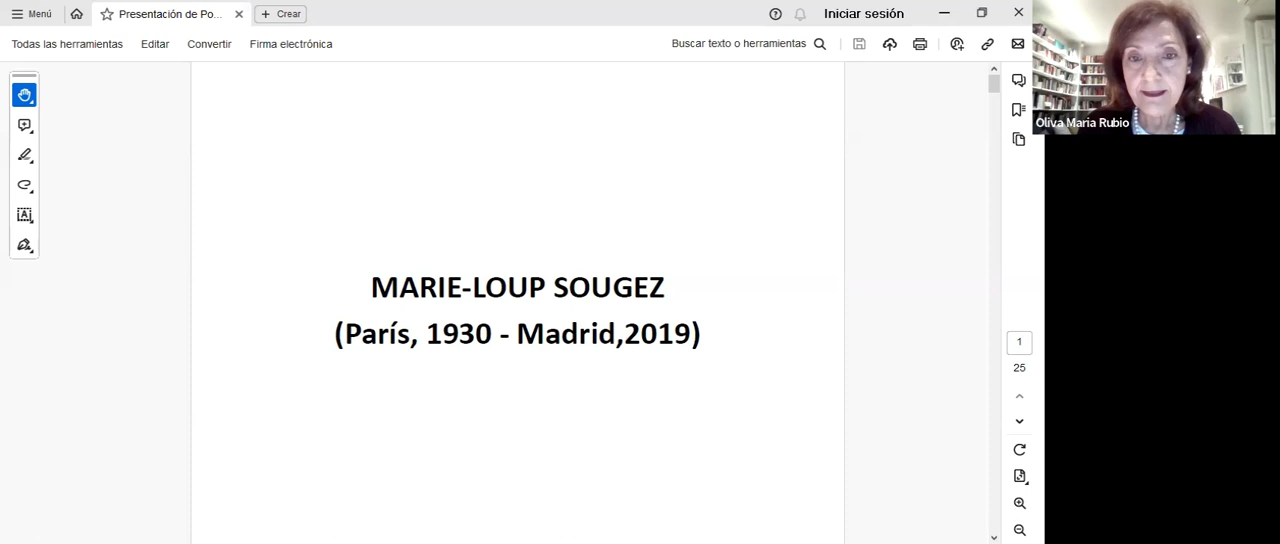 Menú
Presentación de Po...
Crear
Iniciar sesión
Todas las herramientas
Editar
Convertir
Firma electrónica
Buscar texto o herramientas
Oliva Maria Rubio
MARIE-LOUP SOUGEZ
(París, 1930 - Madrid,2019)
1
25